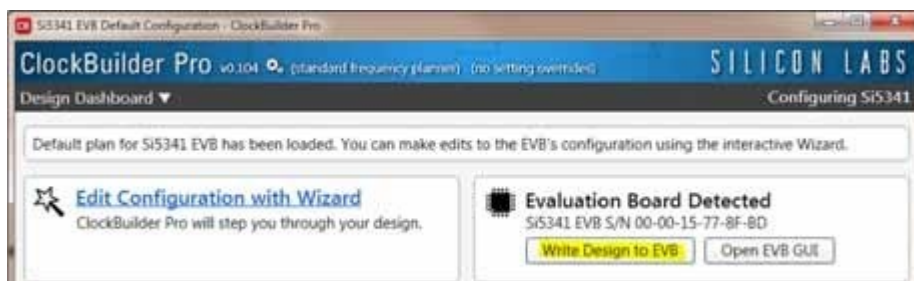 Si5341 EVB Default Configuration - ClockBuilder Pro
ClockBuilder Pro v0.104 (standard frequency planner) (no setting overrides) SILICON LABS
Design Dashboard ▼ Configuring Si5341
Default plan for Si5341 EVB has been loaded. You can make edits to the EVB's configuration using the interactive Wizard.
Edit Configuration with Wizard
ClockBuilder Pro will step you through your design.
Evaluation Board Detected
Si5341 EVB S/N 00-00-15-77-8F-BD
Write Design to EVB Open EVB GUI